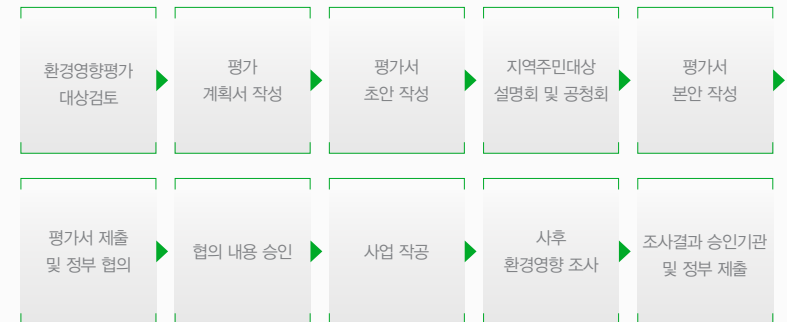 환경영향평가
대상검토
평가
계획서 작성
평가서
초안 작성
지역주민대상
설명회 및 공청회
평가서
본안 작성
평가서 제출
및 정부 협의
협의 내용 승인
사업 작공
사후
환경영향 조사
조사결과 승인기관
및 정부 제출